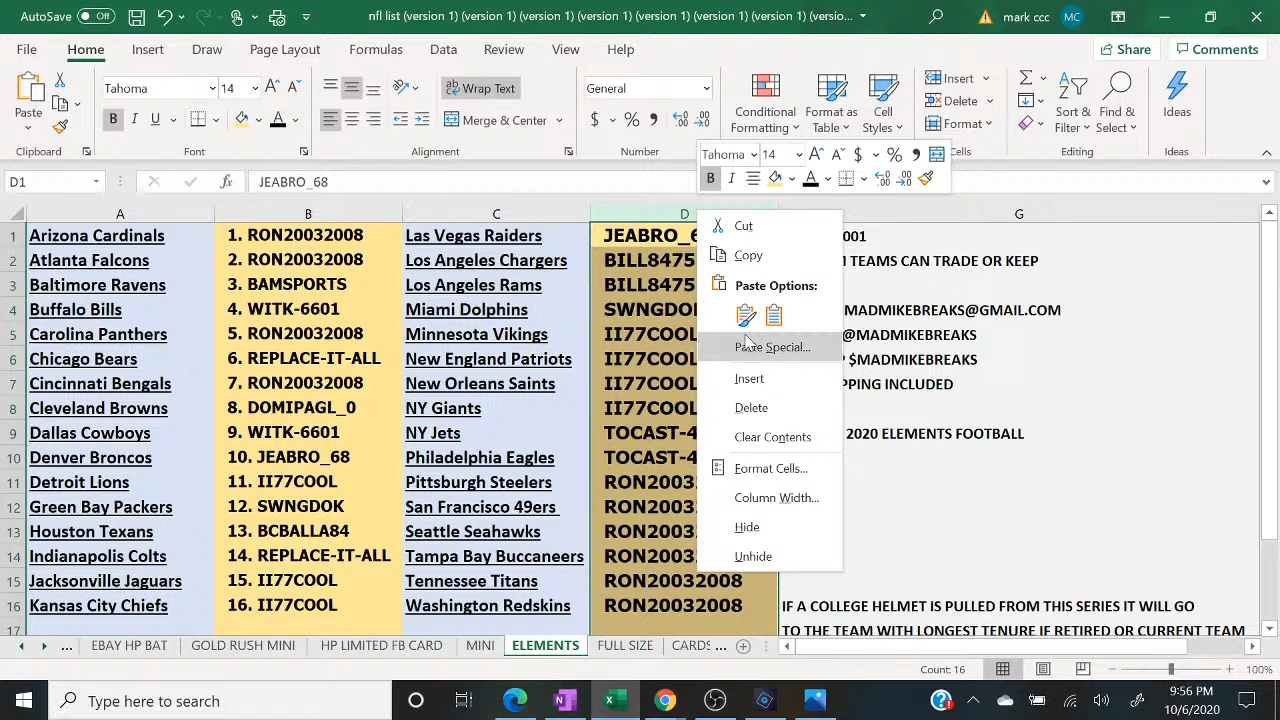 AutoSave Off nfl list (version 1) (version 1) (version 1) (version 1) (version 1) (versio... mark ccc MC
File Home Insert Draw Page Layout Formulas Data Review View Help Share Comments
Paste Tahoma 14 Wrap Text General Conditional Formatting Format as Table Cell Styles Insert Sort & Filter Find & Select Ideas
B I U Merge & Center $ % Delete
Format
Clipboard Font Alignment Number Cells Editing Ideas
Tahoma 14 $ %
B I A
D1 fx JEABRO_68
A B C D G
1 Arizona Cardinals 1. RON20032008 Las Vegas Raiders JEABRO_6 001
2 Atlanta Falcons 2. RON20032008 Los Angeles Chargers BILL8475 TEAMS CAN TRADE OR KEEP
3 Baltimore Ravens 3. BAMSPORTS Los Angeles Rams BILL8475
4 Buffalo Bills 4. WITK-6601 Miami Dolphins SWNGDOK MADMIKEBREAKS@GMAIL.COM
5 Carolina Panthers 5. RON20032008 Minnesota Vikings II77COOL @MADMIKEBREAKS
6 Chicago Bears 6. REPLACE-IT-ALL New England Patriots II77COOL $MADMIKEBREAKS
7 Cincinnati Bengals 7. RON20032008 New Orleans Saints II77COOL PPING INCLUDED
8 Cleveland Browns 8. DOMIPAGL_0 NY Giants II77COOL
9 Dallas Cowboys 9. WITK-6601 NY Jets TOCAST-4 2020 ELEMENTS FOOTBALL
10 Denver Broncos 10. JEABRO_68 Philadelphia Eagles TOCAST-4
11 Detroit Lions 11. II77COOL Pittsburgh Steelers RON2003
12 Green Bay Packers 12. SWNGDOK San Francisco 49ers RON2003
13 Houston Texans 13. BCBALLA84 Seattle Seahawks RON2003
14 Indianapolis Colts 14. REPLACE-IT-ALL Tampa Bay Buccaneers RON2003
15 Jacksonville Jaguars 15. II77COOL Tennessee Titans RON20032008
16 Kansas City Chiefs 16. II77COOL Washington Redskins RON20032008 IF A COLLEGE HELMET IS PULLED FROM THIS SERIES IT WILL GO
17 TO THE TEAM WITH LONGEST TENURE IF RETIRED OR CURRENT TEAM
Cut
Copy
Paste Options:
Paste Special...
Insert
Delete
Clear Contents
Format Cells...
Column Width...
Hide
Unhide
... EBAY HP BAT GOLD RUSH MINI HP LIMITED FB CARD MINI ELEMENTS FULL SIZE CARDS ...
Count: 16 100%
Type here to search 9:56 PM
10/6/2020